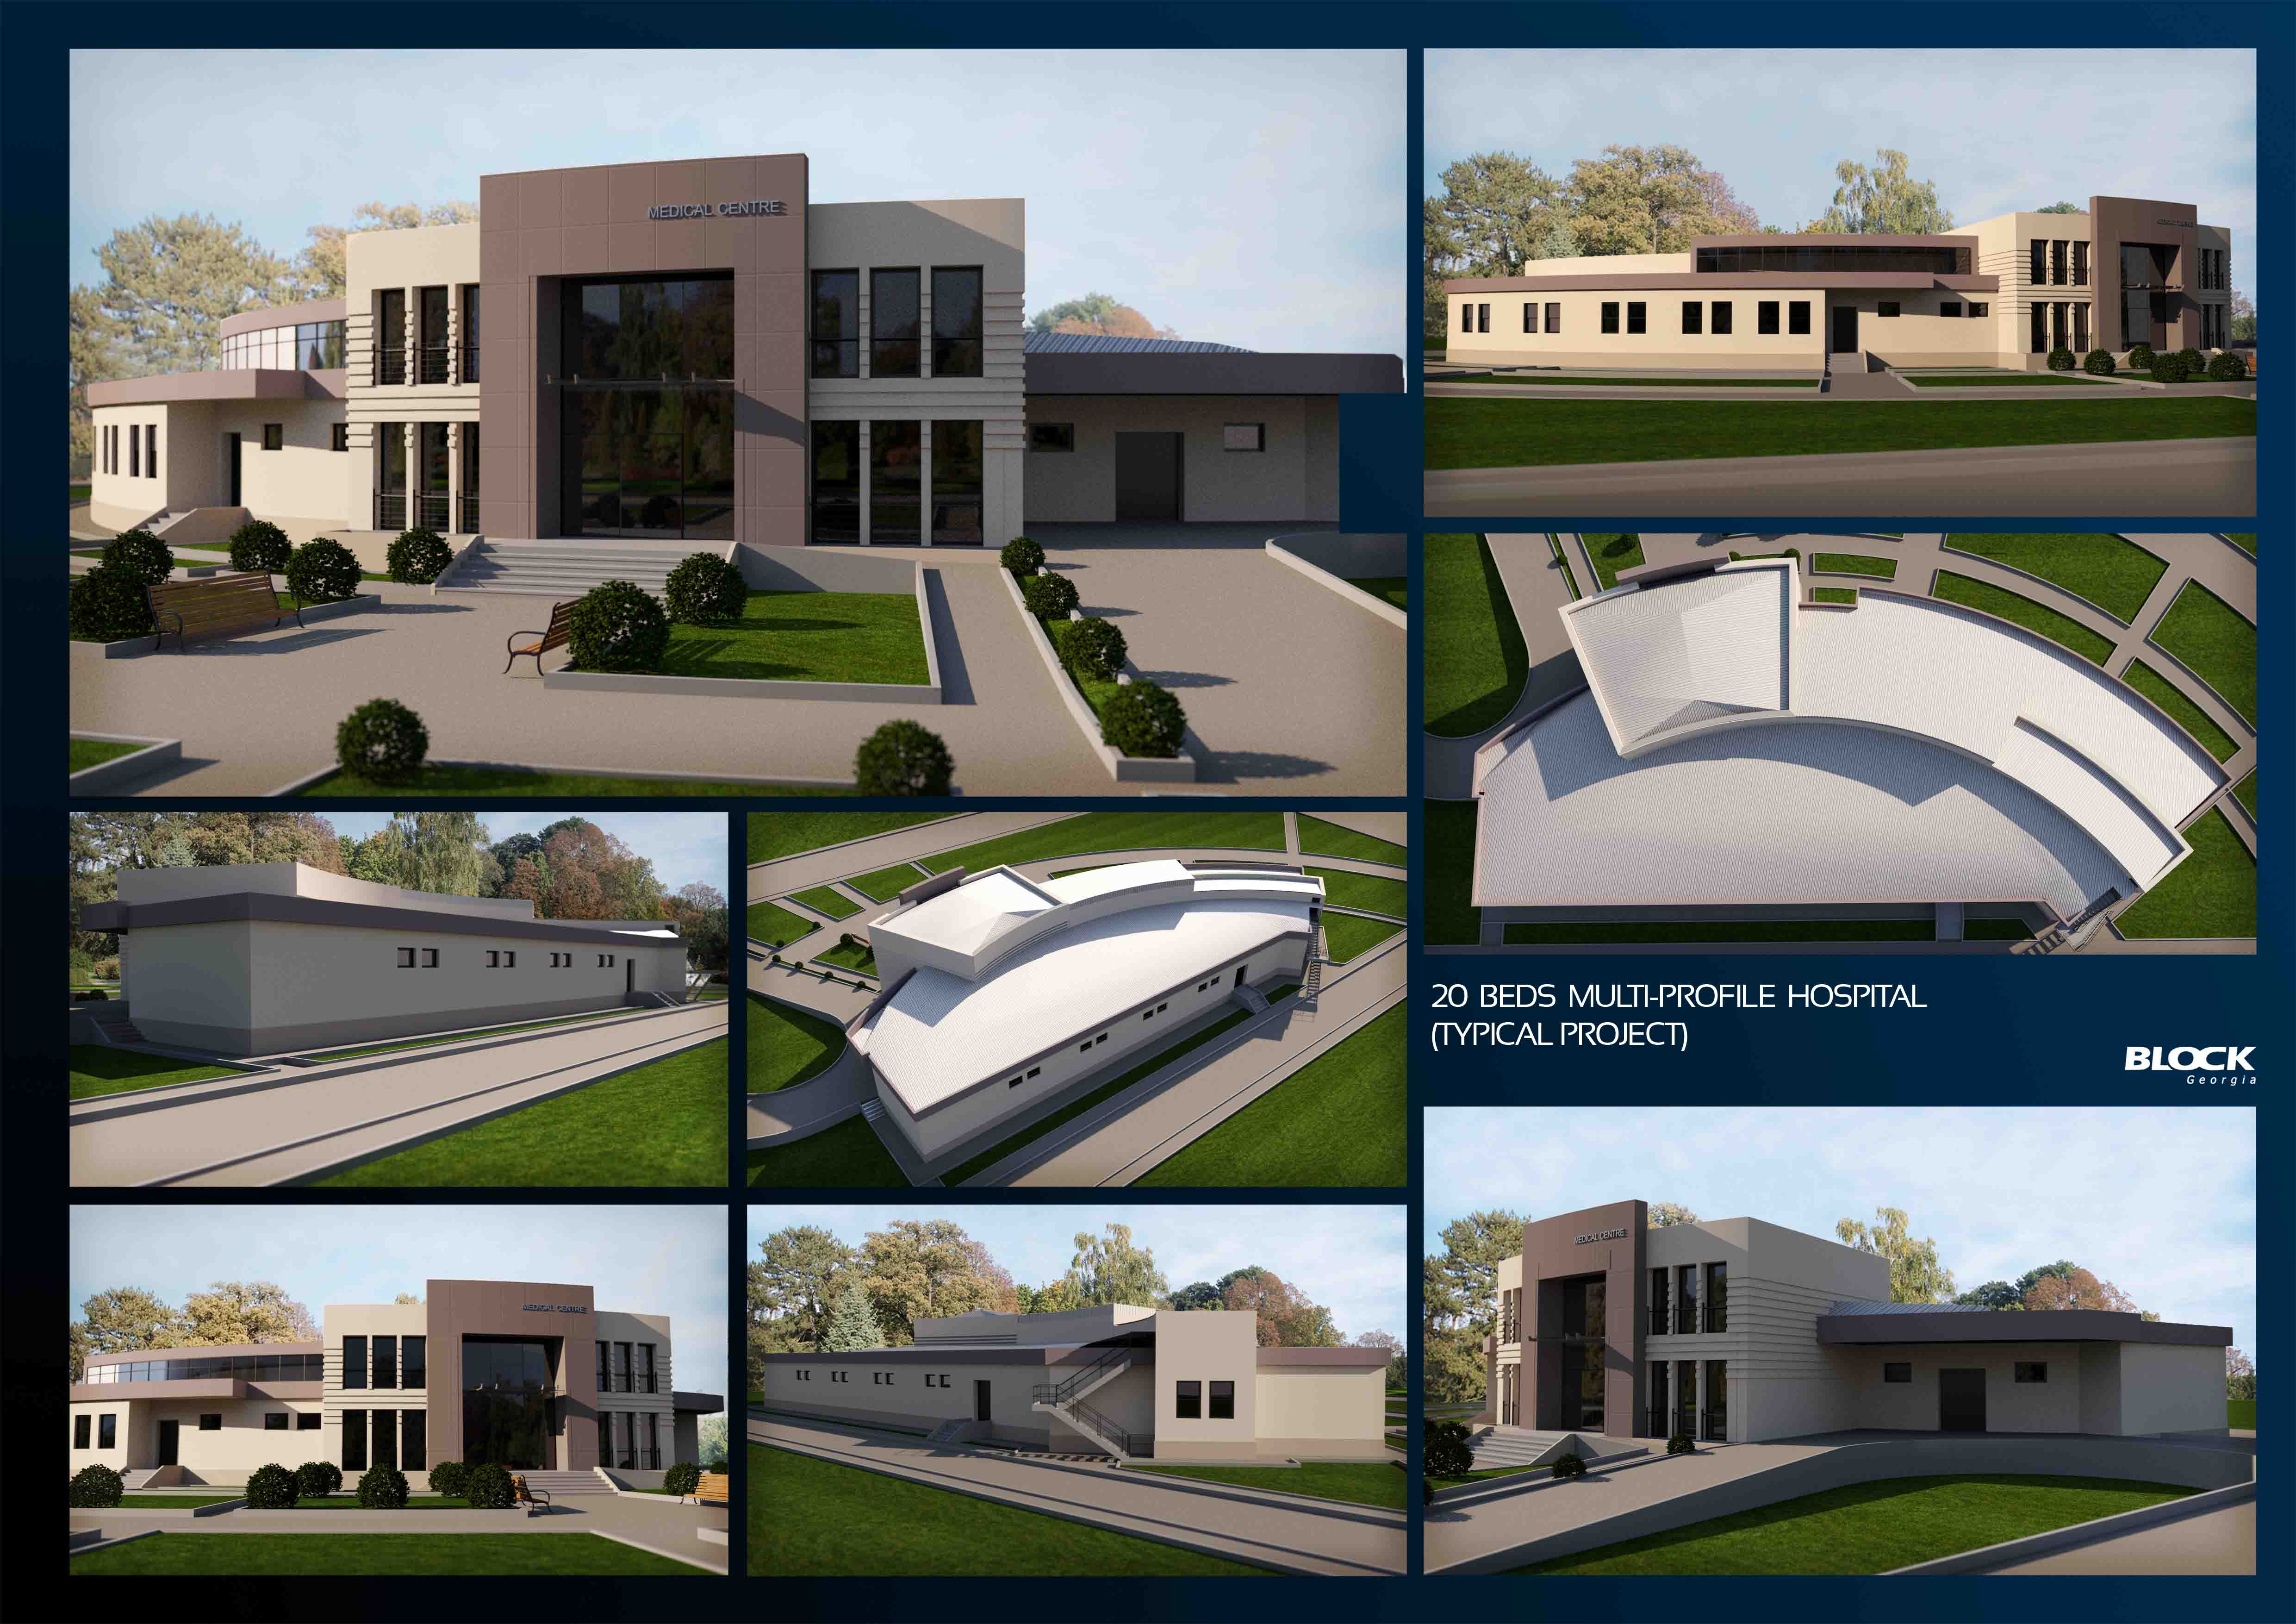 MEDICAL CENTRE
20 BEDS MULTI-PROFILE HOSPITAL
(TYPICAL PROJECT)
BLOCK
Georgia
MEDICAL CENTRE
MEDICAL CENTRE